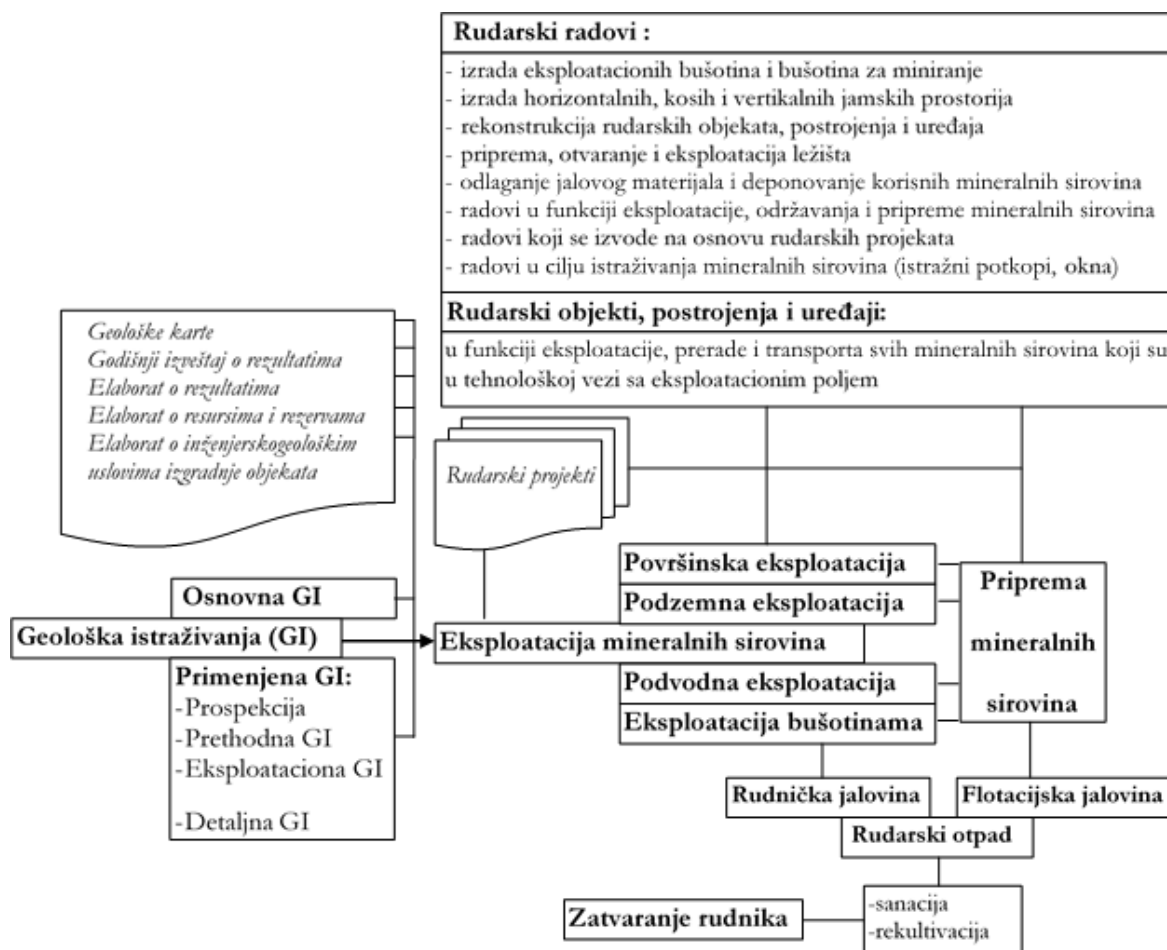 Rudarski radovi :
- izrada eksploatacionih bušotina i bušotina za miniranje
- izrada horizontalnih, kosih i vertikalnih jamskih prostorija
- rekonstrukcija rudarskih objekata, postrojenja i uređaja
- priprema, otvaranje i eksploatacija ležišta
- odlaganje jalovog materijala i deponovanje korisnih mineralnih sirovina
- radovi u funkciji eksploatacije, održavanja i pripreme mineralnih sirovina
- radovi koji se izvode na osnovu rudarskih projekata
- radovi u cilju istraživanja mineralnih sirovina (istražni potkopi, okna)
Rudarski objekti, postrojenja i uređaji:
u funkciji eksploatacije, prerade i transporta svih mineralnih sirovina koji su
u tehnološkoj vezi sa eksploatacionim poljem
Geološke karte
Godišnji izveštaj o rezultatima
Elaborat o rezultatima
Elaborat o resursima i rezervama
Elaborat o inženjerskogeološkim
uslovima izgradnje objekata
Rudarski projekti
Osnovna GI
Geološka istraživanja (GI)
Primenjena GI:
-Prospekcija
-Prethodna GI
-Eksploataciona GI
-Detaljna GI
Površinska eksploatacija
Podzemna eksploatacija
Eksploatacija mineralnih sirovina
Podvodna eksploatacija
Eksploatacija bušotinama
Priprema
mineralnih
sirovina
Rudnička jalovina
Flotacijska jalovina
Rudarski otpad
Zatvaranje rudnika
-sanacija
-rekultivacija